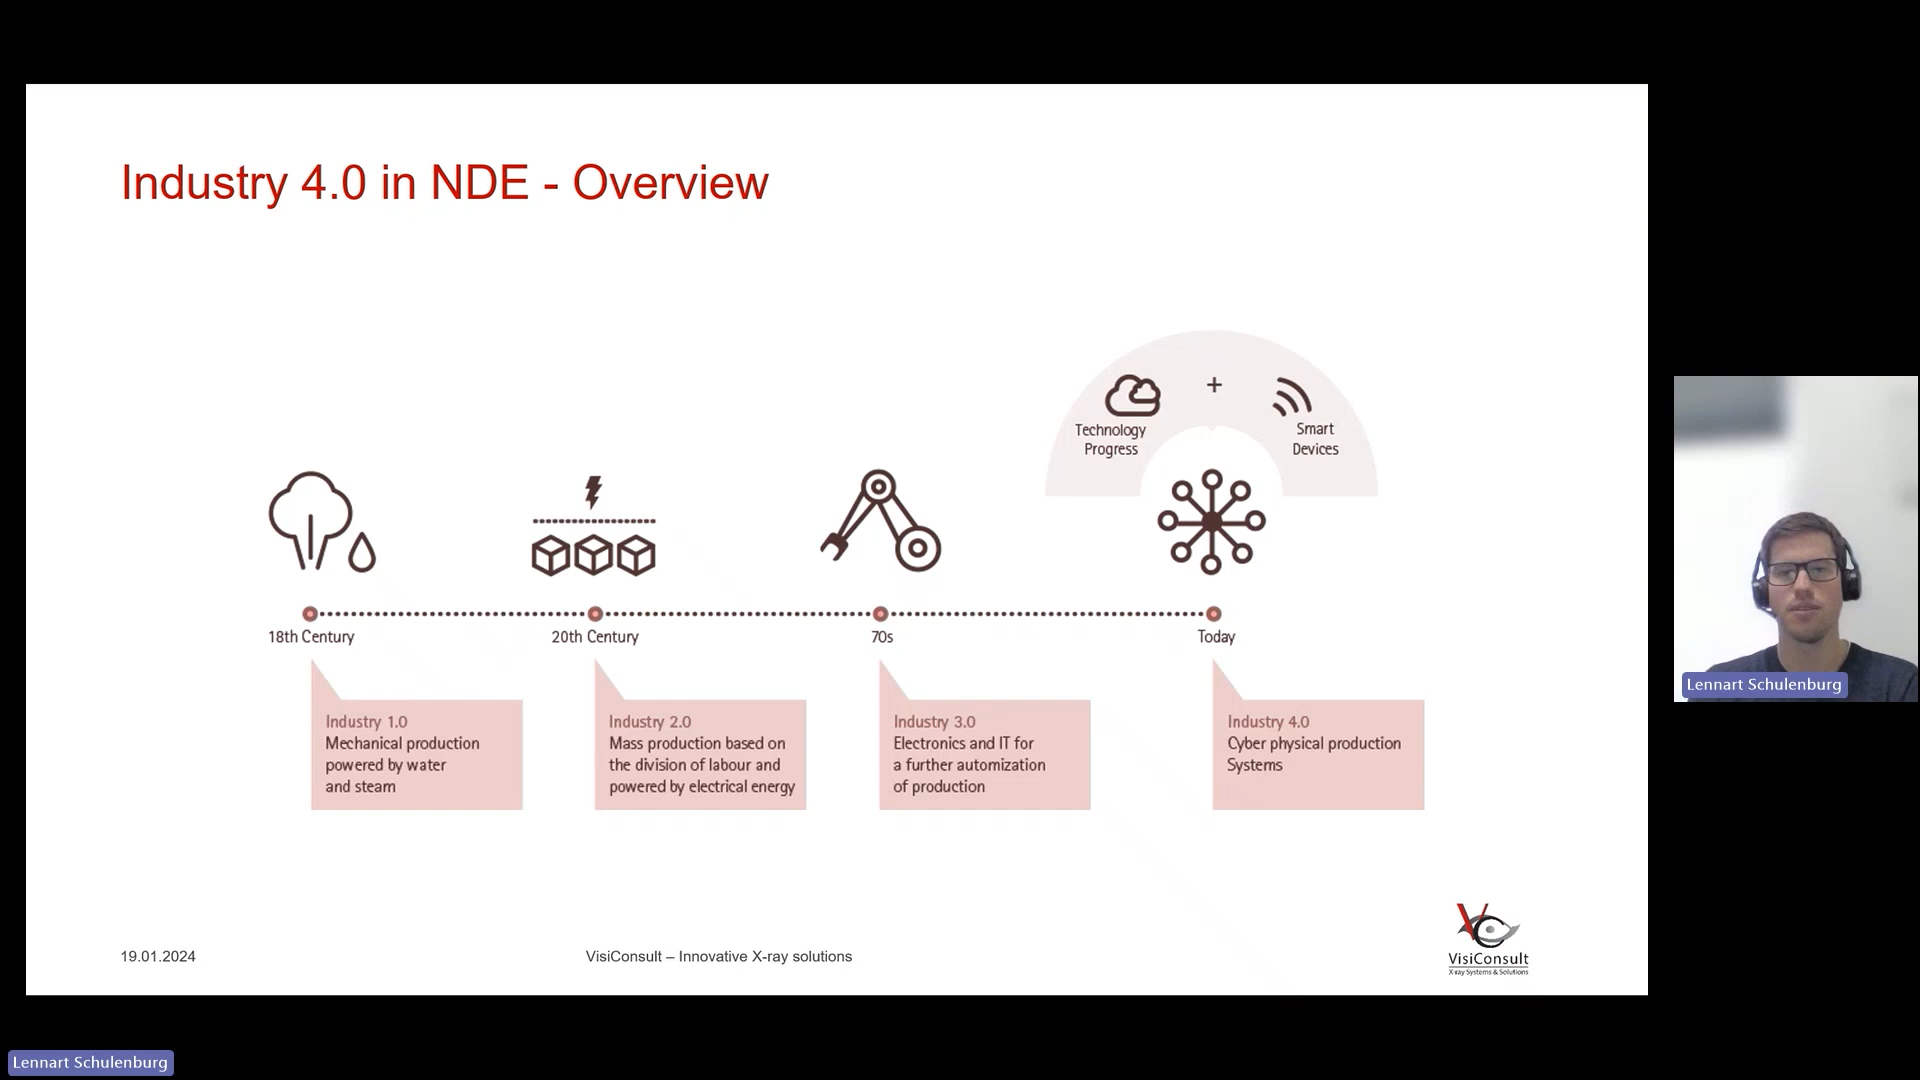 Industry 4.0 in NDE - Overview
+
Technology
Progress
Smart
Devices
18th Century
20th Century
70s
Today
Industry 1.0
Mechanical production
powered by water
and steam
Industry 2.0
Mass production based on
the division of labour and
powered by electrical energy
Industry 3.0
Electronics and IT for
a further automization
of production
Industry 4.0
Cyber physical production
Systems
19.01.2024
VisiConsult – Innovative X-ray solutions
VisiConsult
X-ray Systems & Solutions
Lennart Schulenburg
Lennart Schulenburg